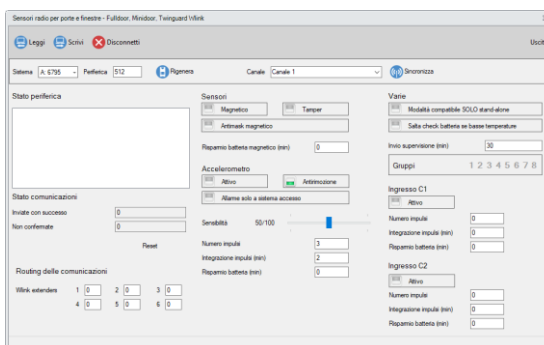 Sensori radio per porte e finestre - Fulldoor, Minidoor, Twinguard Wlink
Leggi Scrivi Disconnetti Uscit
Sistema A: 6795 Periferica 512 Rigenera Canale Canale 1 Sincronizza
Stato periferica
Stato comunicazioni
Inviate con successo 0
Non confermate 0
Reset
Routing delle comunicazioni
Wlink extenders 1 0 2 0 3 0
4 0 5 0 6 0
Sensori
Magnetico Tamper
Antimask magnetico
Risparmio batteria magnetico (min) 0
Accelerometro
Attivo Antirimozione
Allarme solo a sistema acceso
Sensibilità 50/100
Numero impulsi 3
Integrazione impulsi (min) 2
Risparmio batteria (min) 0
Varie
Modalità compatibile SOLO stand-alone
Salta check batteria se basse temperature
Invio supervisione (min) 30
Gruppi 1 2 3 4 5 6 7 8
Ingresso C1
Attivo
Numero impulsi 0
Integrazione impulsi (min) 0
Risparmio batteria (min) 0
Ingresso C2
Attivo
Numero impulsi 0
Integrazione impulsi (min) 0
Risparmio batteria (min) 0